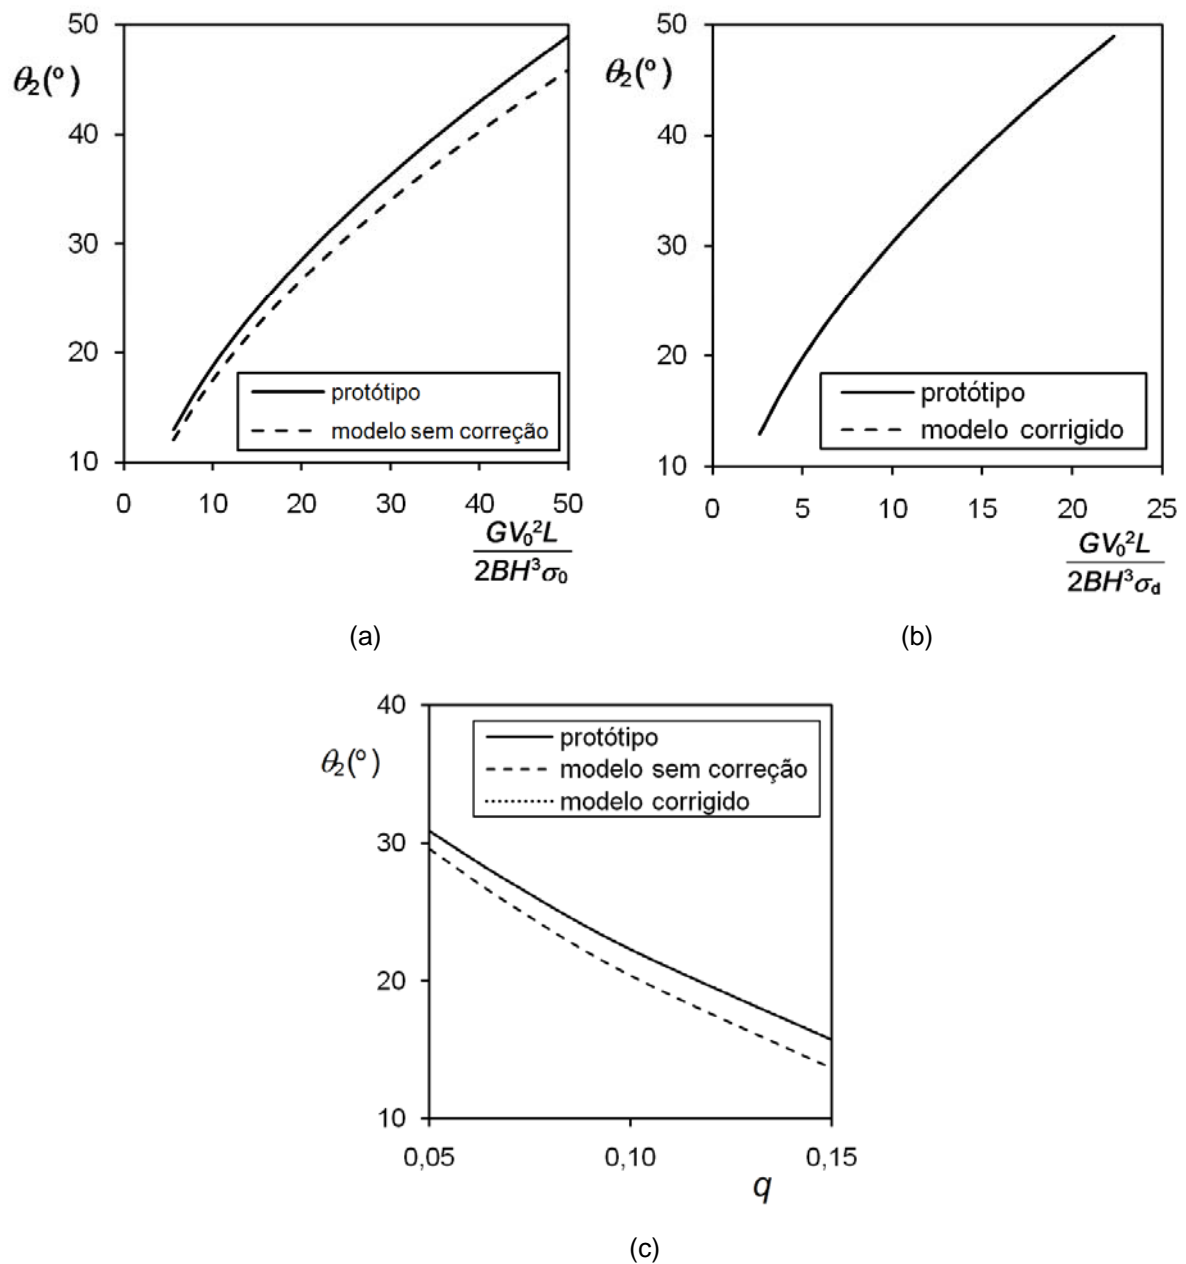 50
θ₂(º)
40
30
20
10
0 10 20 30 40 50
protótipo
modelo sem correção
GV₀²L
2BH³σ₀
(a)
50
θ₂(º)
40
30
20
10
0 5 10 15 20 25
protótipo
modelo corrigido
GV₀²L
2BH³σ_d
(b)
40
θ₂(º)
30
20
10
protótipo
modelo sem correção
modelo corrigido
0,05 0,10 0,15
q
(c)